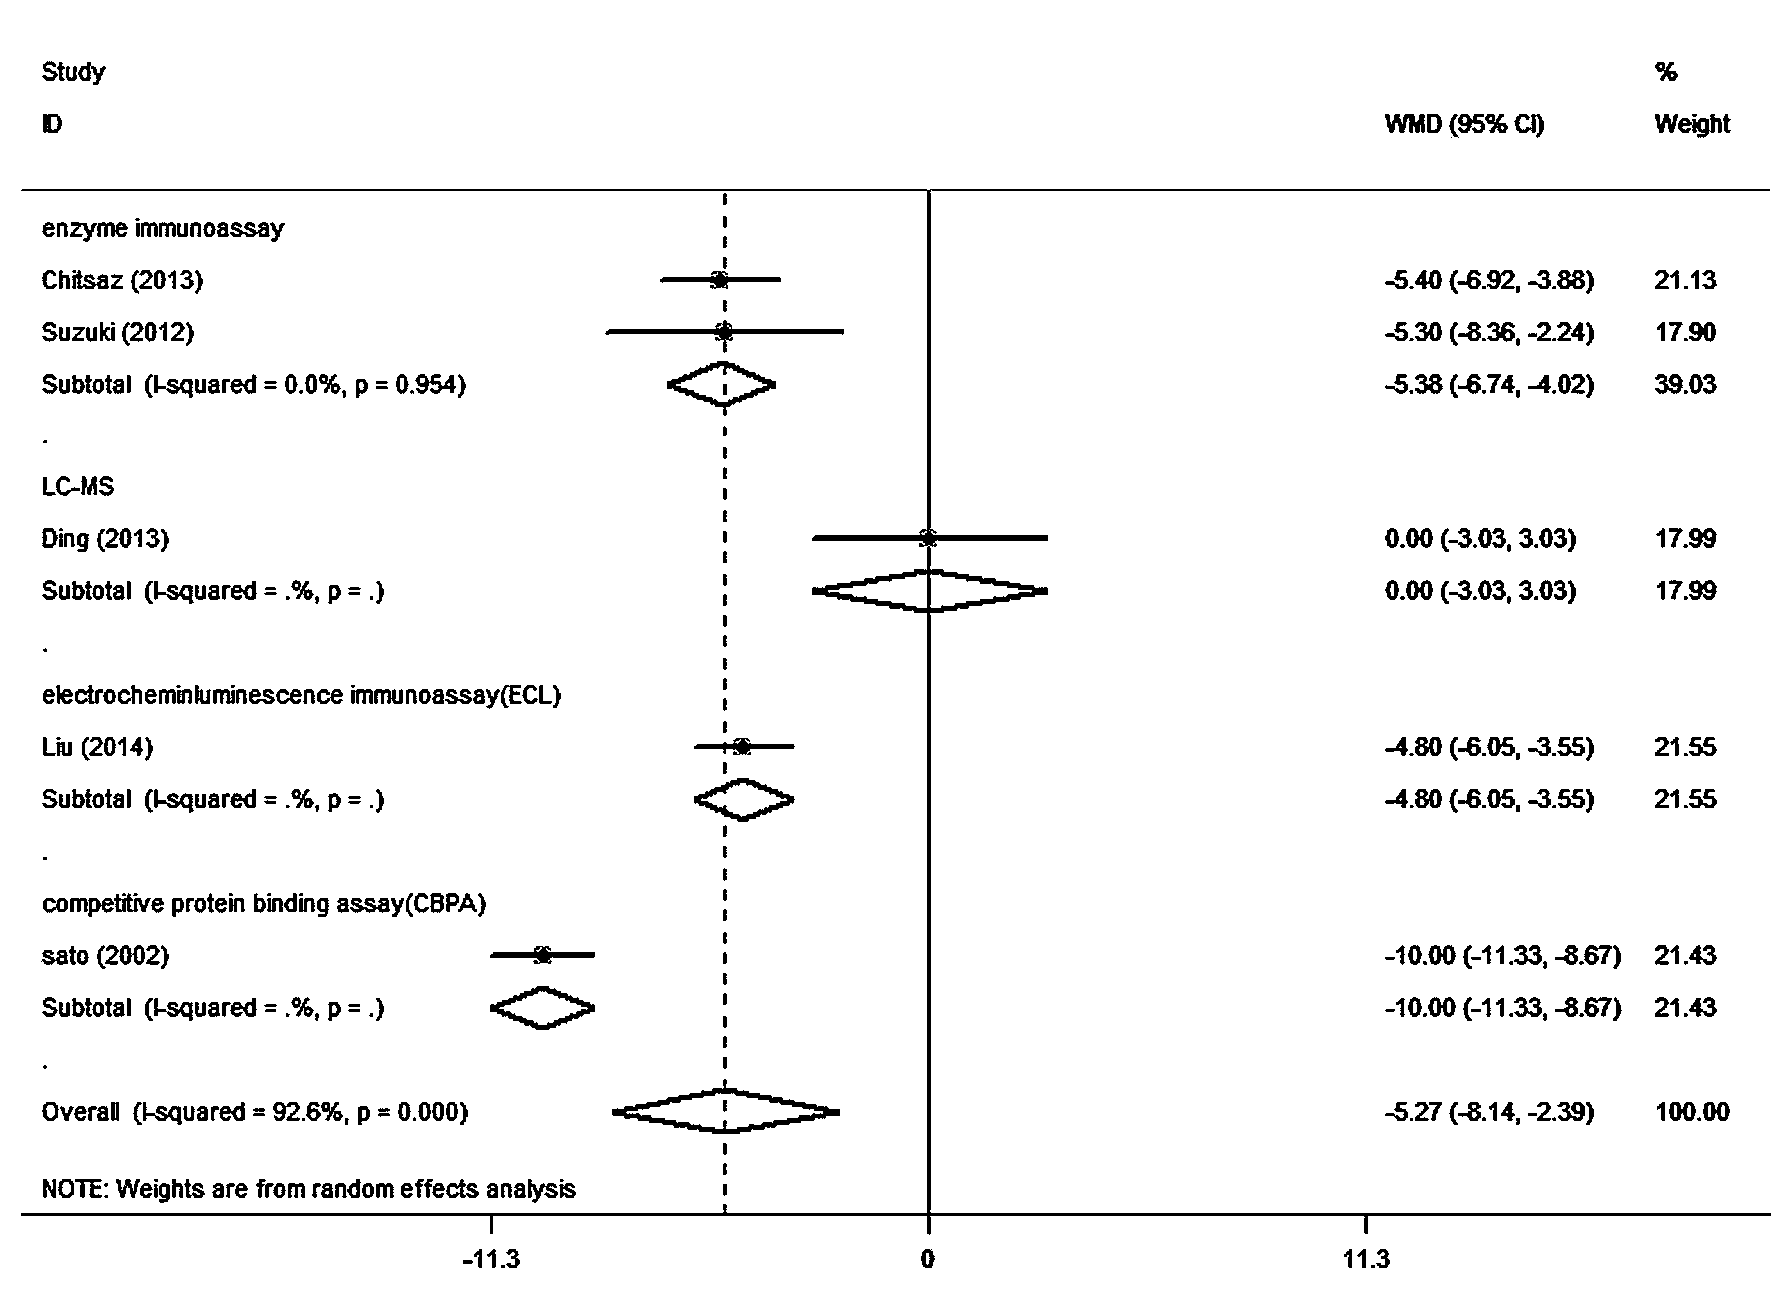 Study %
ID WMD (95% CI) Weight
enzyme immunoassay
Chitsaz (2013) -5.40 (-6.92, -3.88) 21.13
Suzuki (2012) -5.30 (-8.36, -2.24) 17.90
Subtotal (I-squared = 0.0%, p = 0.954) -5.38 (-6.74, -4.02) 39.03
.
LC-MS
Ding (2013) 0.00 (-3.03, 3.03) 17.99
Subtotal (I-squared = .%, p = .) 0.00 (-3.03, 3.03) 17.99
.
electrocheminluminescence immunoassay(ECL)
Liu (2014) -4.80 (-6.05, -3.55) 21.55
Subtotal (I-squared = .%, p = .) -4.80 (-6.05, -3.55) 21.55
.
competitive protein binding assay(CBPA)
sato (2002) -10.00 (-11.33, -8.67) 21.43
Subtotal (I-squared = .%, p = .) -10.00 (-11.33, -8.67) 21.43
.
Overall (I-squared = 92.6%, p = 0.000) -5.27 (-8.14, -2.39) 100.00
NOTE: Weights are from random effects analysis
-11.3 0 11.3